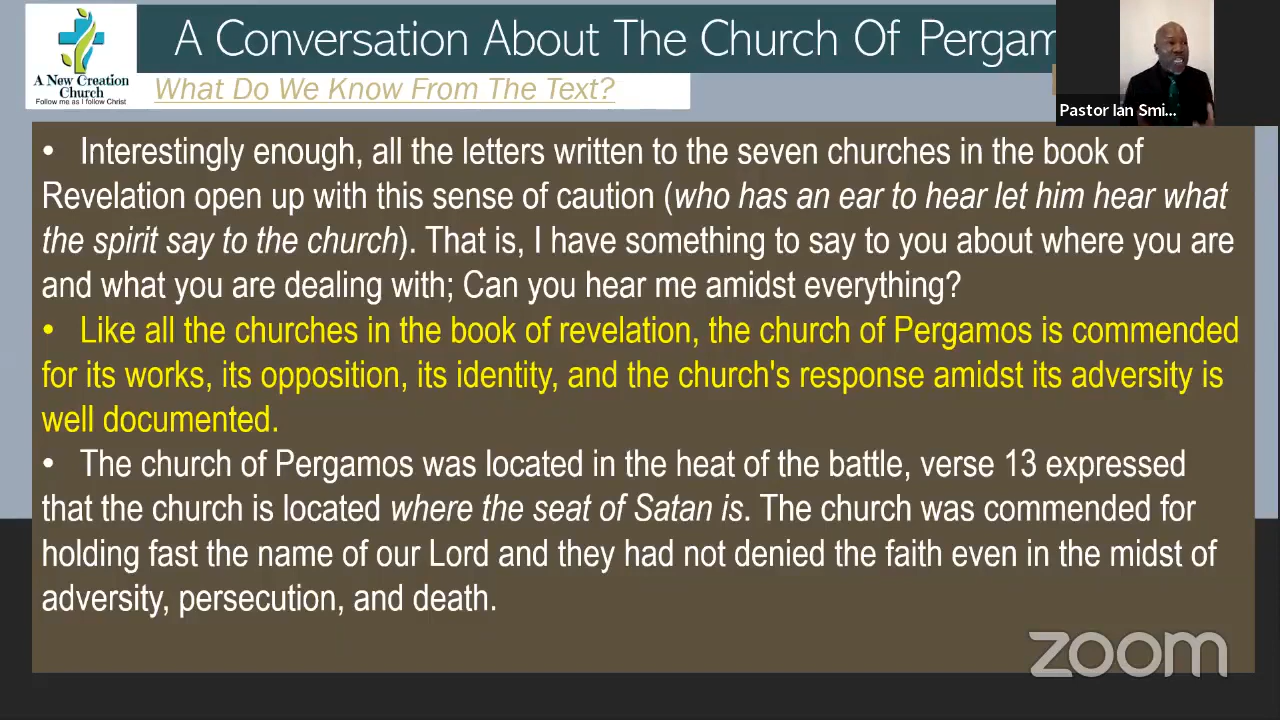 A Conversation About The Church Of Pergam
What Do We Know From The Text?
A New Creation
Church
Follow me as I follow Christ
Pastor Ian Smi...
• Interestingly enough, all the letters written to the seven churches in the book of
Revelation open up with this sense of caution (who has an ear to hear let him hear what
the spirit say to the church). That is, I have something to say to you about where you are
and what you are dealing with; Can you hear me amidst everything?
• Like all the churches in the book of revelation, the church of Pergamos is commended
for its works, its opposition, its identity, and the church's response amidst its adversity is
well documented.
• The church of Pergamos was located in the heat of the battle, verse 13 expressed
that the church is located where the seat of Satan is. The church was commended for
holding fast the name of our Lord and they had not denied the faith even in the midst of
adversity, persecution, and death.
zoom